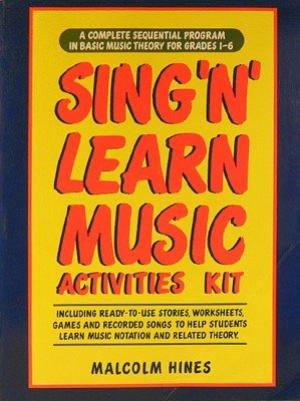 A COMPLETE SEQUENTIAL PROGRAM
IN BASIC MUSIC THEORY FOR GRADES 1-6
SING 'N'
LEARN
MUSIC
ACTIVITIES KIT
INCLUDING READY-TO-USE STORIES, WORKSHEETS,
GAMES AND RECORDED SONGS TO HELP STUDENTS
LEARN MUSIC NOTATION AND RELATED THEORY.
MALCOLM HINES